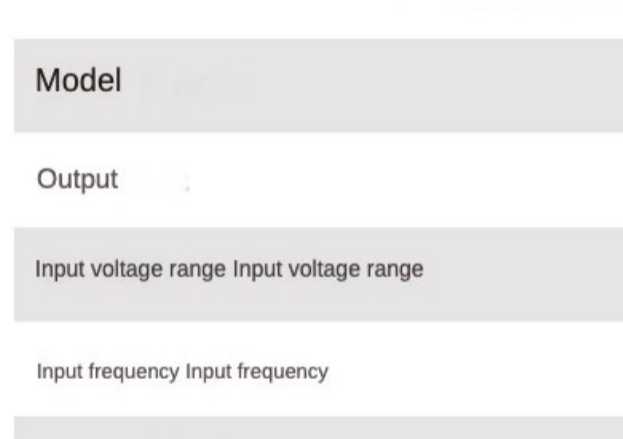 Model
Output
Input voltage range Input voltage range
Input frequency Input frequency